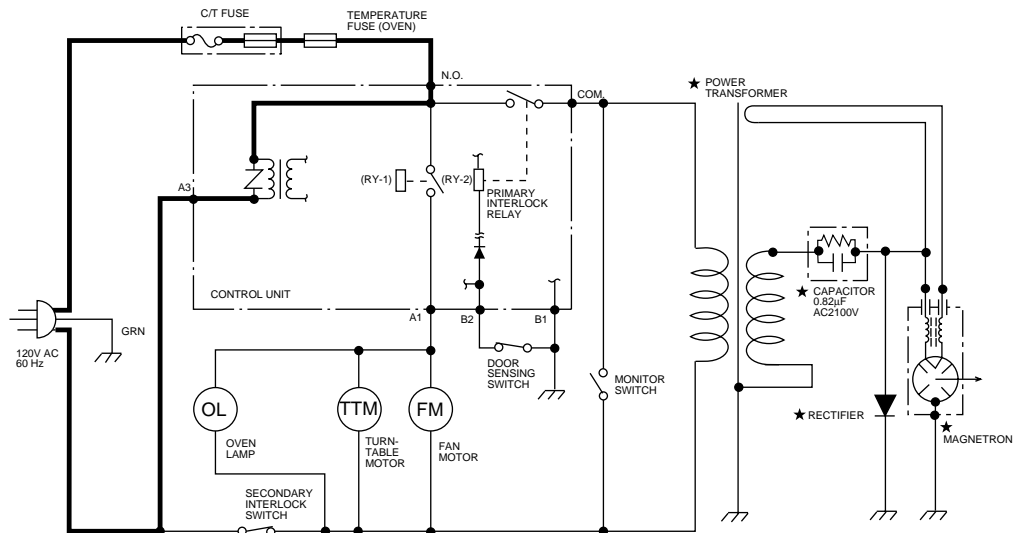 C/T FUSE
TEMPERATURE
FUSE (OVEN)
N.O.
COM.
★ POWER
TRANSFORMER
A3
(RY-1)
(RY-2)
PRIMARY
INTERLOCK
RELAY
CONTROL UNIT
A1
B2
B1
GRN
120V AC
60 Hz
DOOR
SENSING
SWITCH
MONITOR
SWITCH
★ CAPACITOR
0.82µF
AC2100V
OL
TTM
FM
OVEN
LAMP
TURN-
TABLE
MOTOR
FAN
MOTOR
★ RECTIFIER
★
MAGNETRON
SECONDARY
INTERLOCK
SWITCH